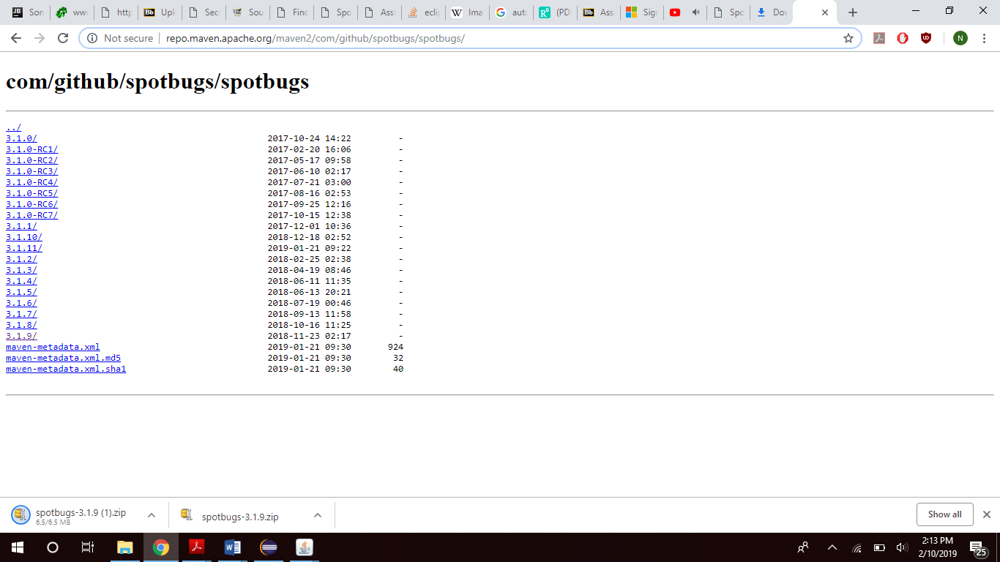 Son
www
http
Upl
Sec
Sou
Find
Spo
Ass
eclip
Ima
auto
(PD
Ass
Sign
Spo
Dov
Not secure repo.maven.apache.org/maven2/com/github/spotbugs/spotbugs/
N
com/github/spotbugs/spotbugs
../
3.1.0/ 2017-10-24 14:22 -
3.1.0-RC1/ 2017-02-20 16:06 -
3.1.0-RC2/ 2017-05-17 09:58 -
3.1.0-RC3/ 2017-06-10 02:17 -
3.1.0-RC4/ 2017-07-21 03:00 -
3.1.0-RC5/ 2017-08-16 02:53 -
3.1.0-RC6/ 2017-09-25 12:16 -
3.1.0-RC7/ 2017-10-15 12:38 -
3.1.1/ 2017-12-01 10:36 -
3.1.10/ 2018-12-18 02:52 -
3.1.11/ 2019-01-21 09:22 -
3.1.2/ 2018-02-25 02:38 -
3.1.3/ 2018-04-19 08:46 -
3.1.4/ 2018-06-11 11:35 -
3.1.5/ 2018-06-13 20:21 -
3.1.6/ 2018-07-19 00:46 -
3.1.7/ 2018-09-13 11:58 -
3.1.8/ 2018-10-16 11:25 -
3.1.9/ 2018-11-23 02:17 -
maven-metadata.xml 2019-01-21 09:30 924
maven-metadata.xml.md5 2019-01-21 09:30 32
maven-metadata.xml.sha1 2019-01-21 09:30 40
spotbugs-3.1.9 (1).zip
6.5/6.5 MB
spotbugs-3.1.9.zip
Show all
2:13 PM
2/10/2019
25